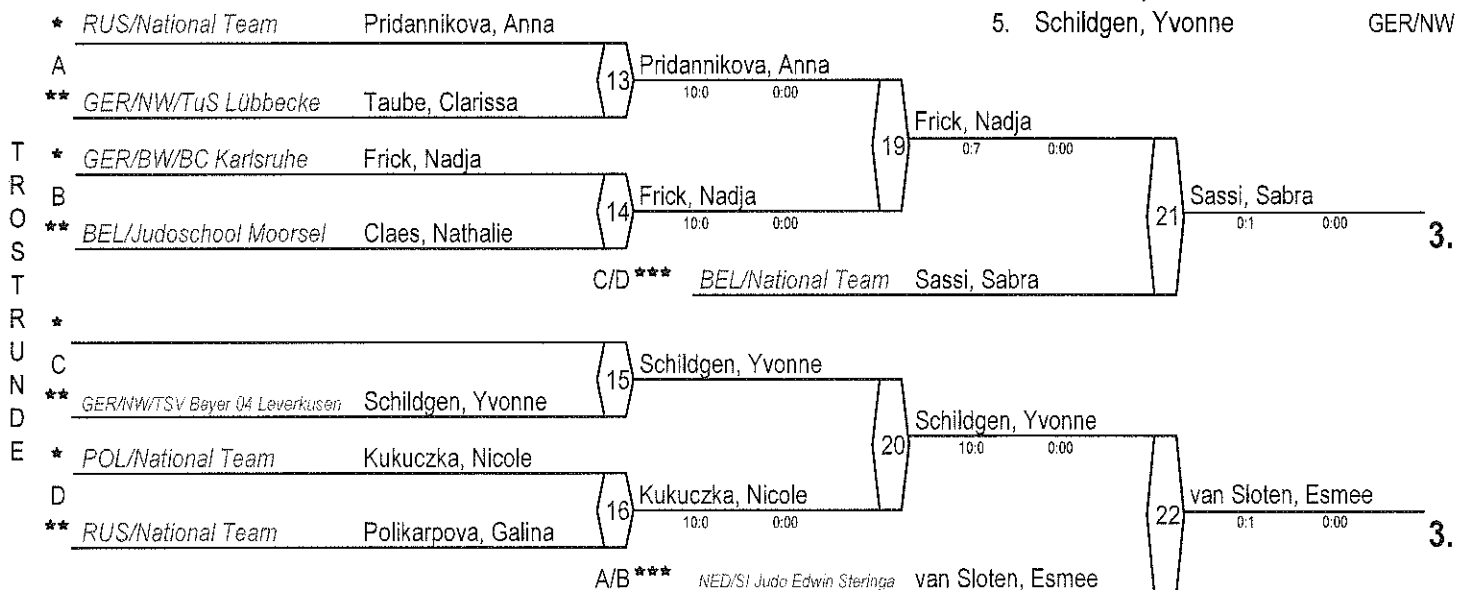 * RUS/National Team Pridannikova, Anna
5. Schildgen, Yvonne GER/NW
A
13 Pridannikova, Anna
10:0 0:00
** GER/NW/TuS Lübbecke Taube, Clarissa
19 Frick, Nadja
0:7 0:00
TROSTRUNDE
* GER/BW/BC Karlsruhe Frick, Nadja
B
14 Frick, Nadja
10:0 0:00
21 Sassi, Sabra
0:1 0:00
3.
** BEL/Judoschool Moorsel Claes, Nathalie
C/D *** BEL/National Team Sassi, Sabra
*
C
15 Schildgen, Yvonne
** GER/NW/TSV Bayer 04 Leverkusen Schildgen, Yvonne
20 Schildgen, Yvonne
10:0 0:00
* POL/National Team Kukuczka, Nicole
D
16 Kukuczka, Nicole
10:0 0:00
22 van Sloten, Esmee
0:1 0:00
3.
** RUS/National Team Polikarpova, Galina
A/B *** NED/SI Judo Edwin Steringa van Sloten, Esmee